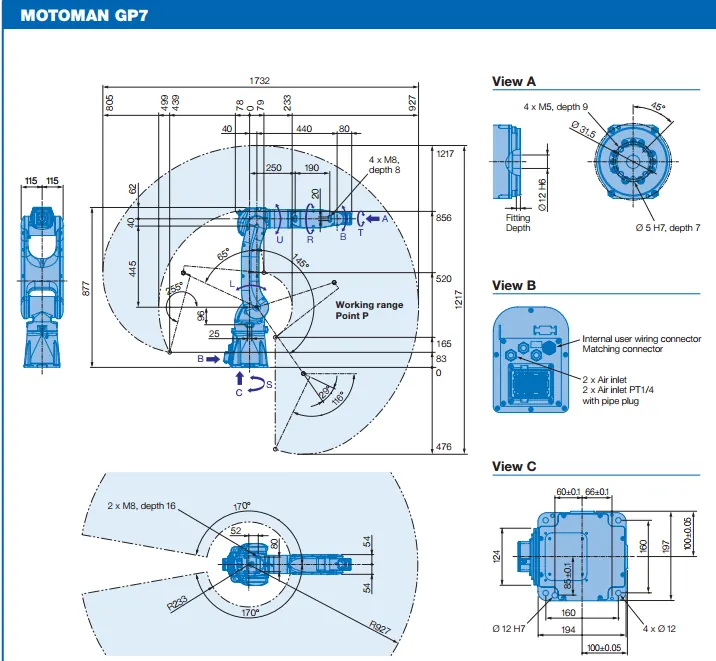 MOTOMAN GP7
1732
805
499
439
78
0
79
233
927
40
440
80
1217
250
190
4 x M8,
depth 8
115
115
62
20
856
A
40
U
R
B
T
65°
145°
445
877
255°
L
520
1217
Working range
Point P
96
25
165
B
83
0
S
C
29°
116°
476
2 x M8, depth 16
170°
52
80
54
54
R233
170°
R927
View A
4 x M5, depth 9
45°
Ø 31,5
Ø 12 H6
Fitting
Depth
Ø 5 H7, depth 7
View B
Internal user wiring connector
Matching connector
2 x Air inlet
2 x Air inlet PT1/4
with pipe plug
View C
60±0.1
66±0.1
124
85±0.1
160
197
100±0.05
160
Ø 12 H7
194
4 x Ø 12
100±0.05